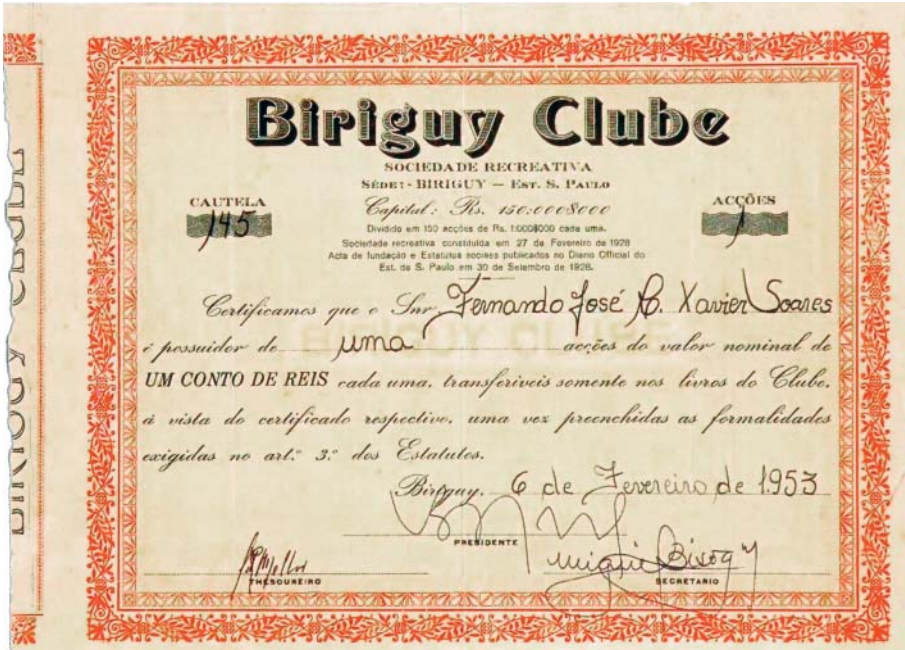 Biriguy Clube
SOCIEDADE RECREATIVA
SÉDE: - BIRIGUY — EST. S. PAULO
CAUTELA
145
Capital: Rs. 150:000$000
ACCÕES
1
Dividido em 150 acções de Rs. 1:000$000 cada uma.
Sociedade recreativa constituida em 27 de Fevereiro de 1928
Acta de fundação e Estatutos sociaes publicados no Diario Official do
Est. de S. Paulo em 30 de Setembro de 1928.
Certificamos que o Snr. Fernando José C. Xavier Soares
é possuidor de uma acções do valor nominal de
UM CONTO DE REIS cada uma, transferiveis somente nos livros do Clube,
á vista do certificado respectivo, uma vez preenchidas as formalidades
exigidas no art.º 3.º dos Estatutos.
Biriguy, 6 de Fevereiro de 1953
PRESIDENTE
THESOUREIRO
SECRETARIO
BIRIGUY CLUBE